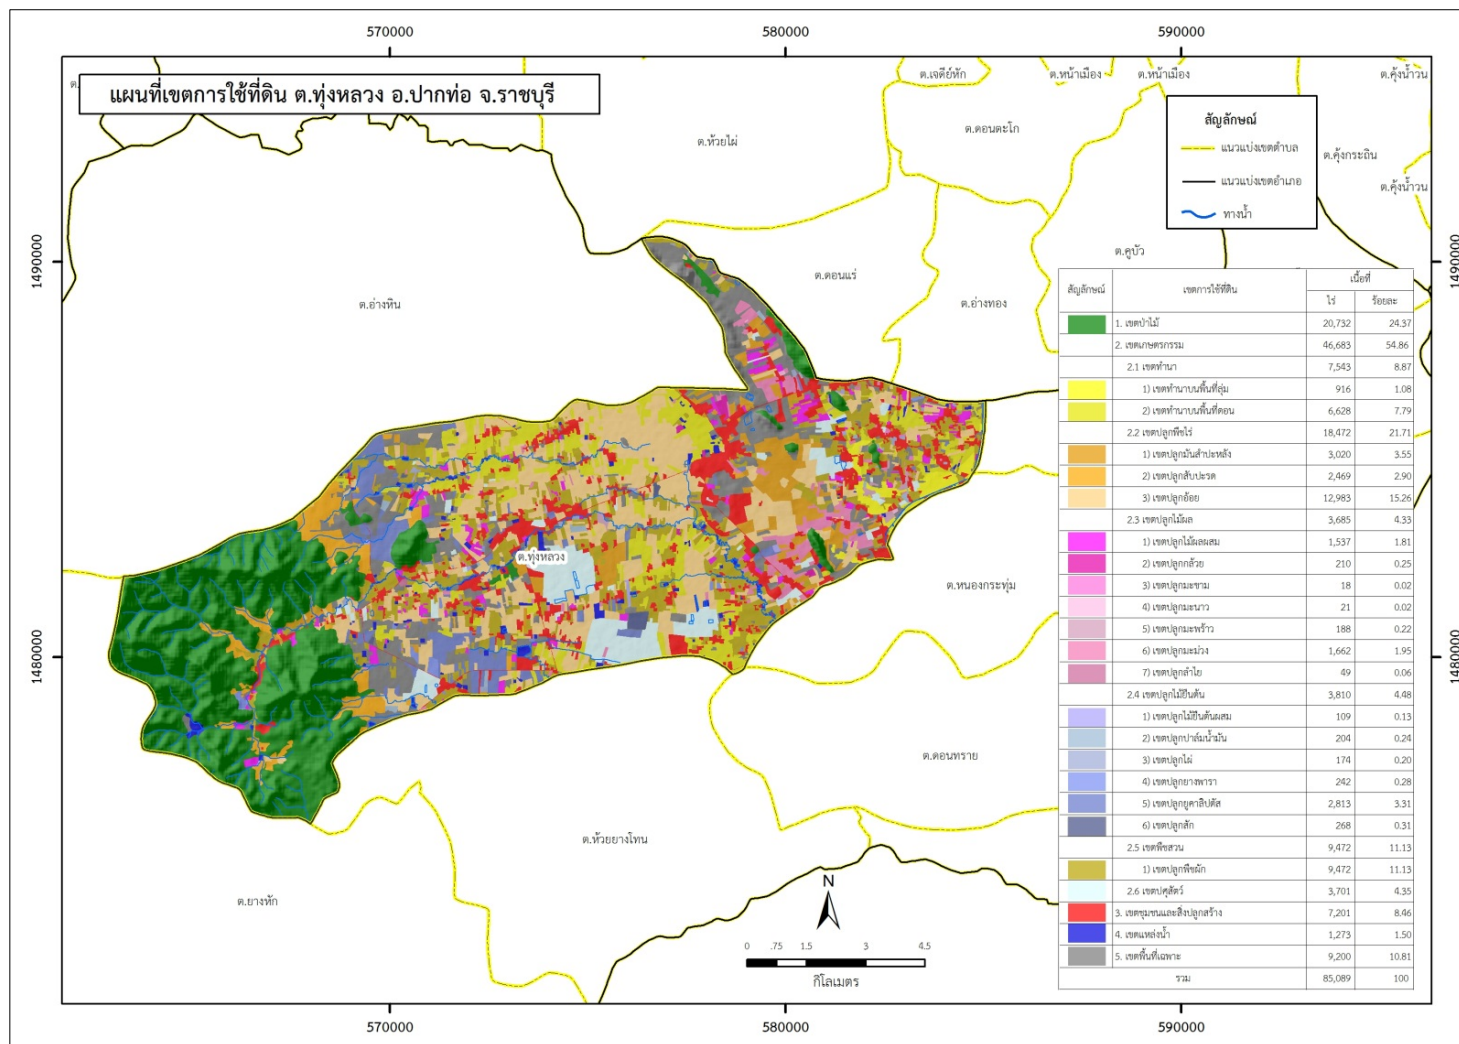 570000
580000
590000
แผนที่เขตการใช้ที่ดิน ต.ทุ่งหลวง อ.ปากท่อ จ.ราชบุรี
ต.เจดีย์หัก
ต.หน้าเมือง
ต.หน้าเมือง
ต.คุ้งน้ำวน
ต.ห้วยไผ่
ต.ดอนตะโก
ต.คุ้งกระถิน
ต.คุ้งน้ำวน
สัญลักษณ์
แนวแบ่งเขตตำบล
แนวแบ่งเขตอำเภอ
ทางน้ำ
1490000
1490000
ต.อ่างหิน
ต.ดอนแร่
ต.อ่างทอง
ต.คูบัว
ต.ทุ่งหลวง
ต.หนองกระทุ่ม
1480000
1480000
ต.ดอนทราย
ต.ห้วยยางโทน
ต.ยางหัก
สัญลักษณ์ เขตการใช้ที่ดิน เนื้อที่
ไร่ ร้อยละ
1. เขตป่าไม้ 20,732 24.37
2. เขตเกษตรกรรม 46,683 54.86
2.1 เขตทำนา 7,543 8.87
1) เขตทำนาบนพื้นที่ลุ่ม 916 1.08
2) เขตทำนาบนพื้นที่ดอน 6,628 7.79
2.2 เขตปลูกพืชไร่ 18,472 21.71
1) เขตปลูกมันสำปะหลัง 3,020 3.55
2) เขตปลูกสับปะรด 2,469 2.90
3) เขตปลูกอ้อย 12,983 15.26
2.3 เขตปลูกไม้ผล 3,685 4.33
1) เขตปลูกไม้ผลผสม 1,537 1.81
2) เขตปลูกกล้วย 210 0.25
3) เขตปลูกมะขาม 18 0.02
4) เขตปลูกมะนาว 21 0.02
5) เขตปลูกมะพร้าว 188 0.22
6) เขตปลูกมะม่วง 1,662 1.95
7) เขตปลูกลำไย 49 0.06
2.4 เขตปลูกไม้ยืนต้น 3,810 4.48
1) เขตปลูกไม้ยืนต้นผสม 109 0.13
2) เขตปลูกปาล์มน้ำมัน 204 0.24
3) เขตปลูกไผ่ 174 0.20
4) เขตปลูกยางพารา 242 0.28
5) เขตปลูกยูคาลิปตัส 2,813 3.31
6) เขตปลูกสัก 268 0.31
2.5 เขตพืชสวน 9,472 11.13
1) เขตปลูกพืชผัก 9,472 11.13
2.6 เขตปศุสัตว์ 3,701 4.35
3. เขตชุมชนและสิ่งปลูกสร้าง 7,201 8.46
4. เขตแหล่งน้ำ 1,273 1.50
5. เขตพื้นที่เฉพาะ 9,200 10.81
รวม 85,089 100
N
0 .75 1.5 3 4.5
กิโลเมตร
570000
580000
590000